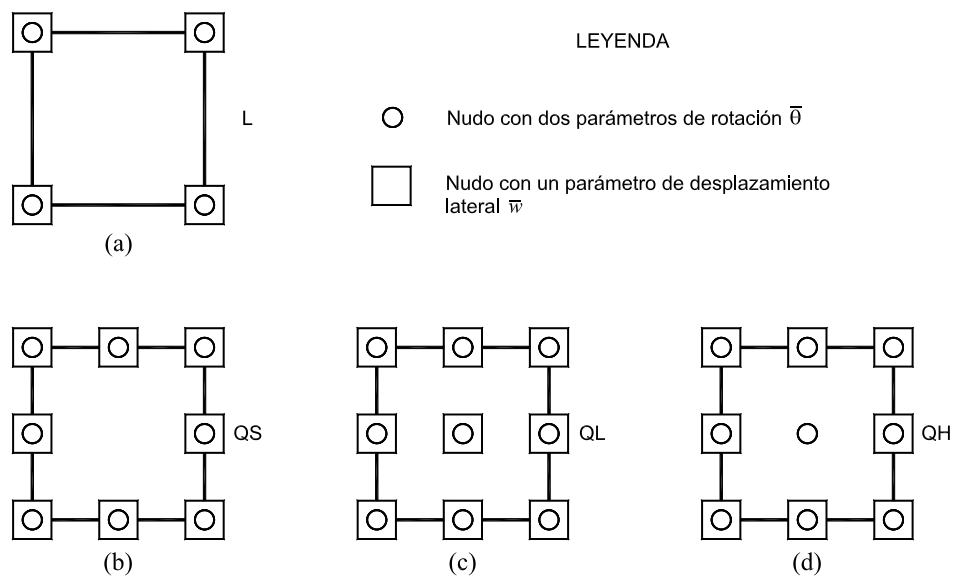 LEYENDA
L
Nudo con dos parámetros de rotación θ̅
Nudo con un parámetro de desplazamiento
lateral w̅
(a)
QS
QL
QH
(b)
(c)
(d)